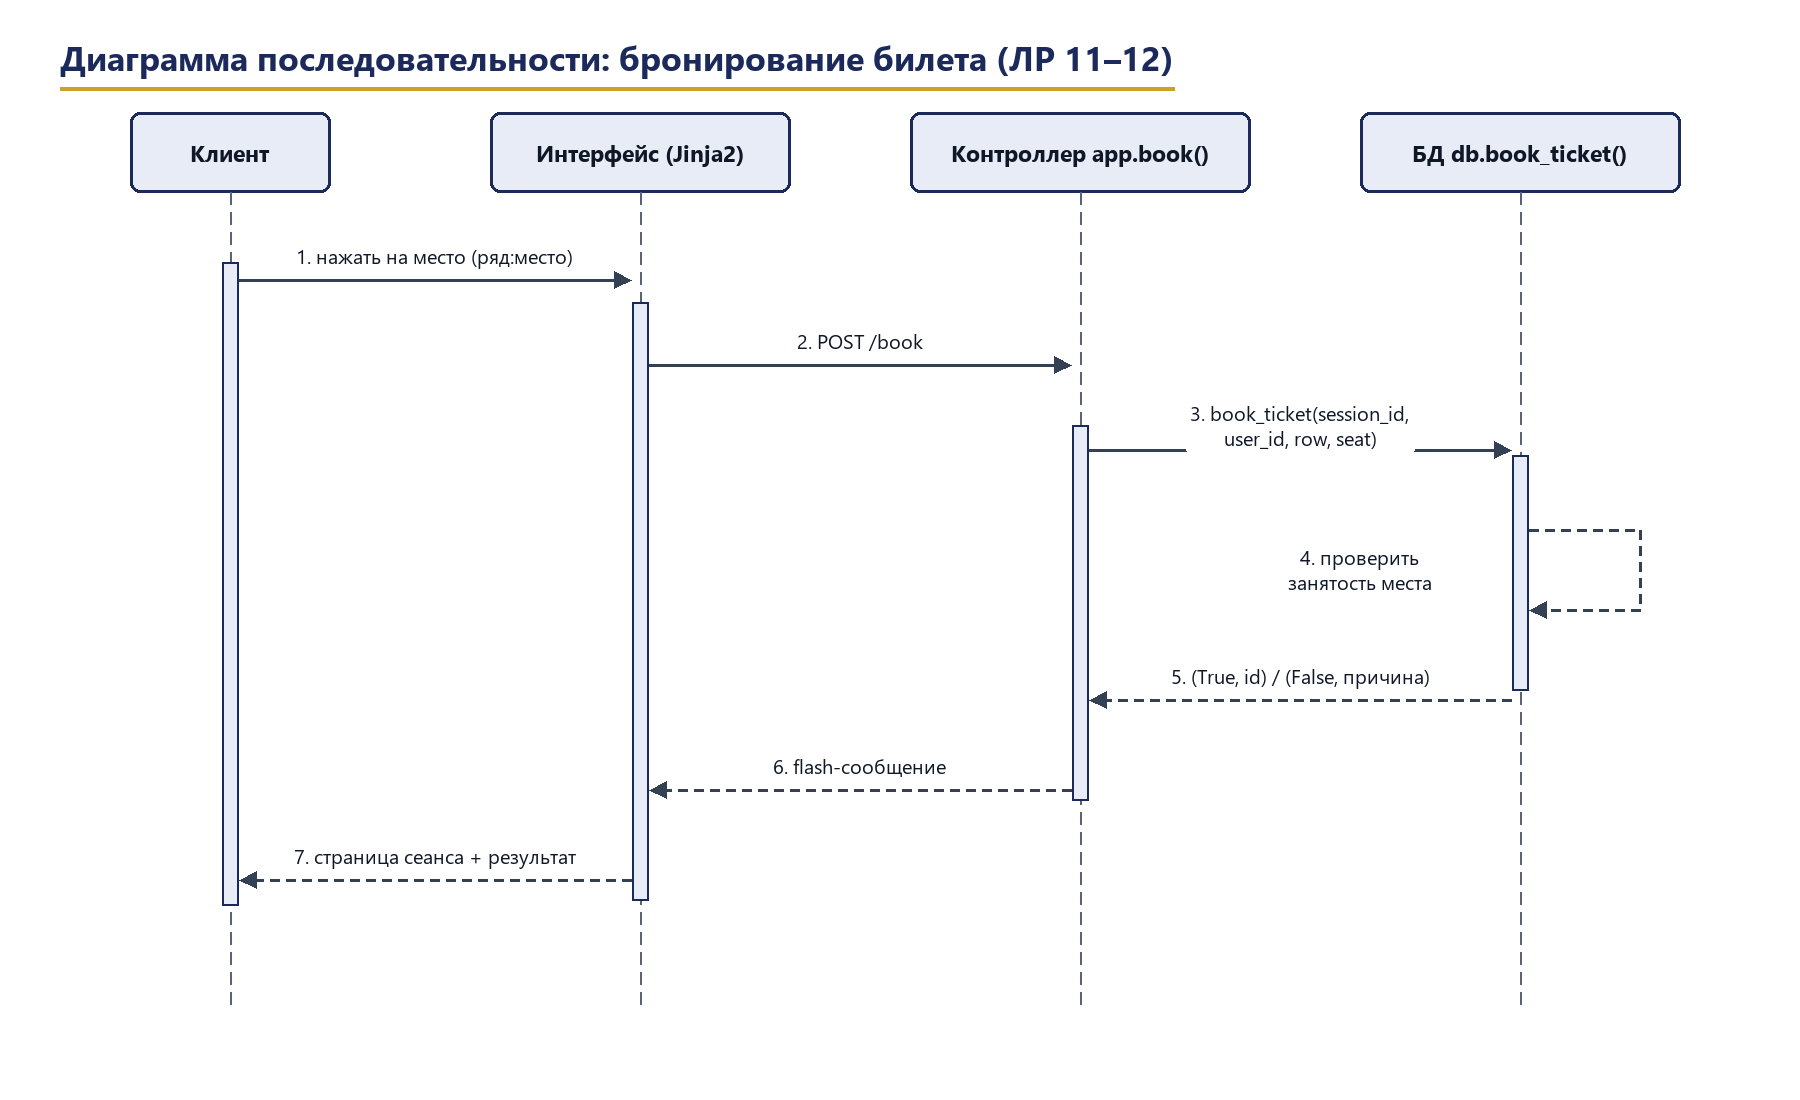 Диаграмма последовательности: бронирование билета (ЛР 11–12)
Клиент
Интерфейс (Jinja2)
Контроллер app.book()
БД db.book_ticket()
1. нажать на место (ряд:место)
2. POST /book
3. book_ticket(session_id,
user_id, row, seat)
4. проверить
занятость места
5. (True, id) / (False, причина)
6. flash-сообщение
7. страница сеанса + результат